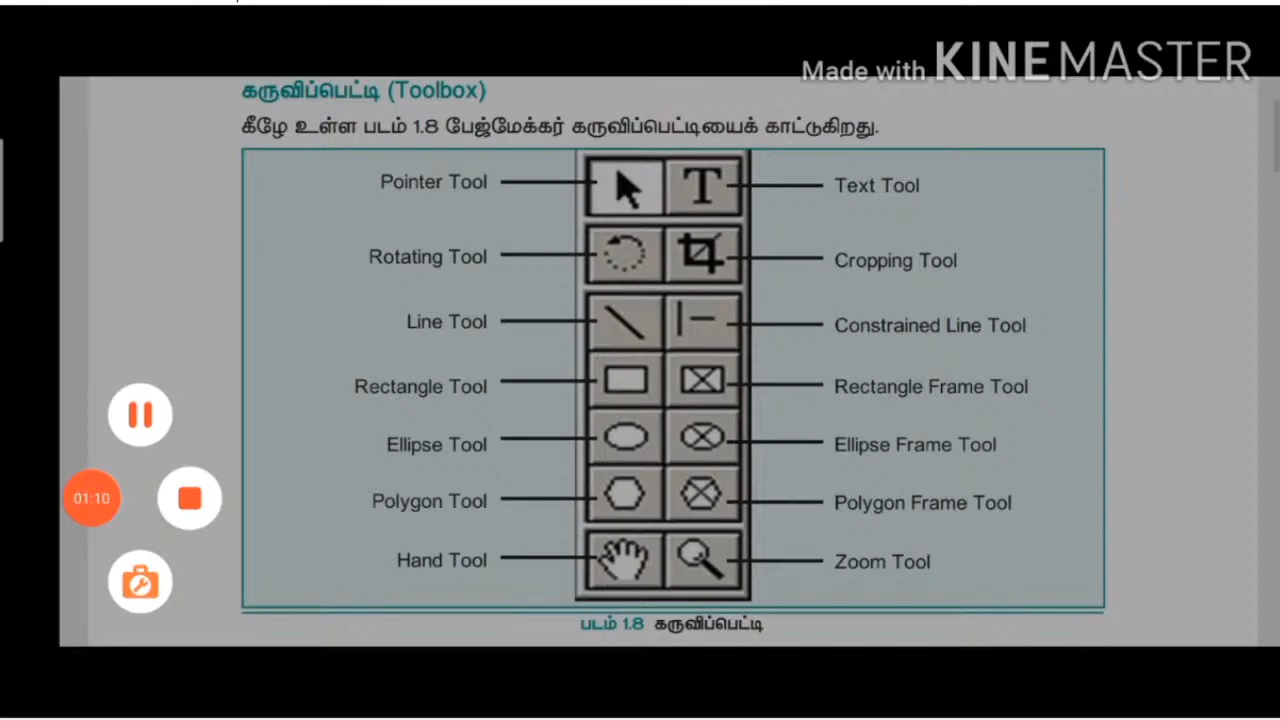 Made with KINEMASTER
கருவிப்பெட்டி (Toolbox)
கீழே உள்ள படம் 1.8 பேஜ்மேக்கர் கருவிப்பெட்டியைக் காட்டுகிறது.
Pointer Tool
T
Text Tool
Rotating Tool
Cropping Tool
Line Tool
Constrained Line Tool
Rectangle Tool
Rectangle Frame Tool
Ellipse Tool
Ellipse Frame Tool
Polygon Tool
Polygon Frame Tool
Hand Tool
Zoom Tool
01:10
படம் 1.8 கருவிப்பெட்டி